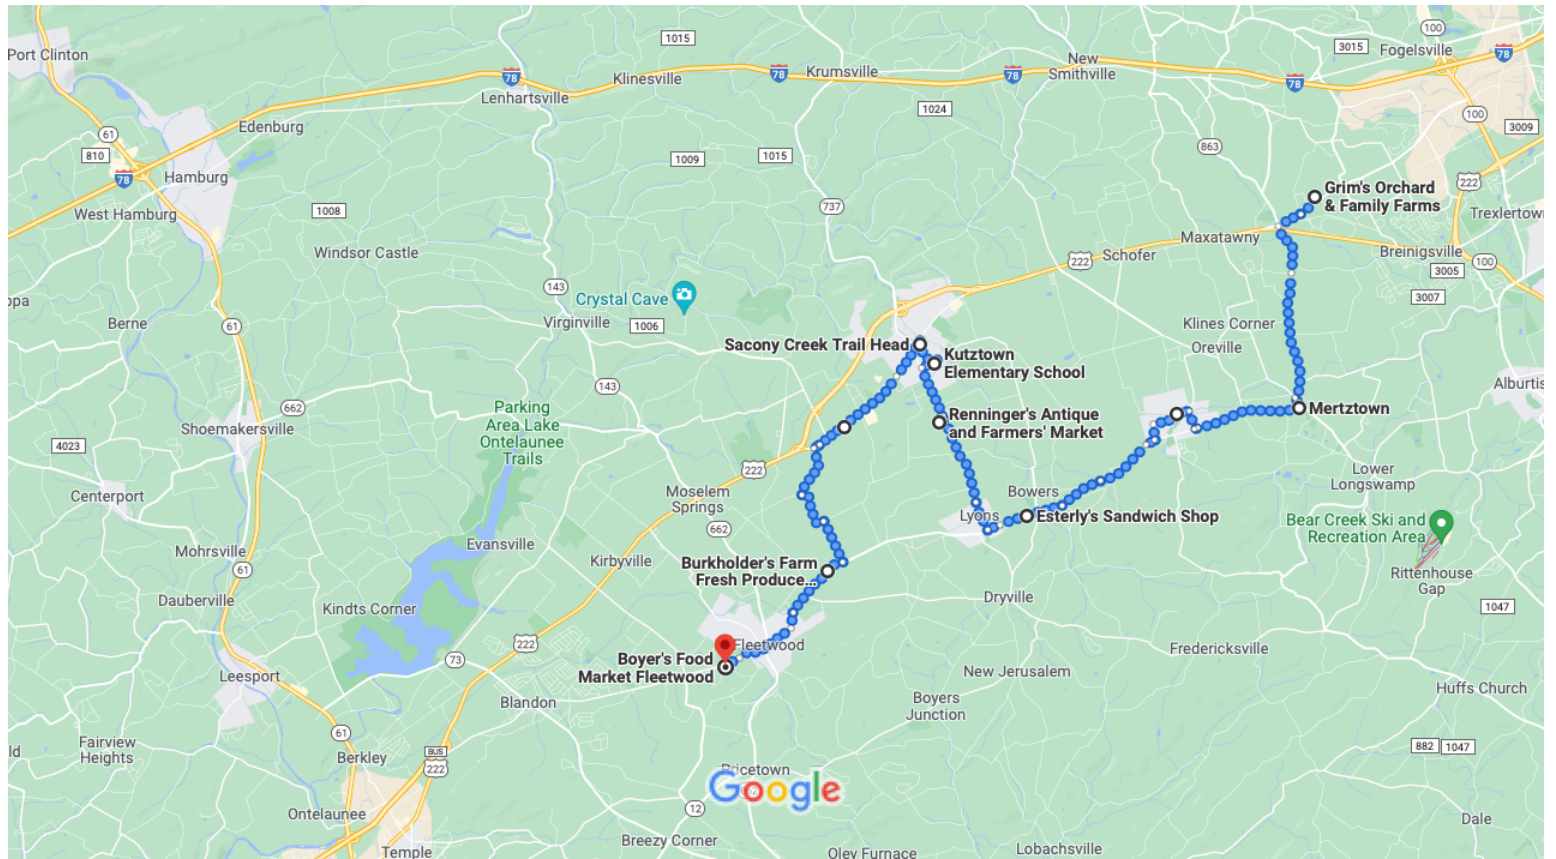 Port Clinton
1015
100
3015
Fogelsville
78
78
Klinesville
78
Krumsville
78
New
Smithville
78
Lenhartsville
1024
100
3009
61
Edenburg
810
1009
1015
863
78
Hamburg
222
Grim's Orchard
& Family Farms
West Hamburg
1008
737
Trexlertow
Maxatawny
Windsor Castle
222
Schofer
Breinigsville
100
3005
143
Crystal Cave
3007
opa
Berne
61
Virginville
1006
Klines Corner
Sacony Creek Trail Head
Oreville
Kutztown
Elementary School
143
Alburtis
662
Parking
Area Lake
Ontelaunee
Trails
Renninger's Antique
and Farmers' Market
Mertztown
Shoemakersville
4023
222
Lower
Longswamp
Centerport
Moselem
Springs
Bowers
Lyons
Esterly's Sandwich Shop
Bear Creek Ski and
Recreation Area
662
Mohrsville
Evansville
61
Kirbyville
Burkholder's Farm
Fresh Produce...
Rittenhouse
Gap
Dauberville
Kindts Corner
Dryville
1047
222
Fleetwood
Fredericksville
73
Boyer's Food
Market Fleetwood
Leesport
New Jerusalem
Huffs Church
Blandon
Boyers
Junction
61
ld
Fairview
Heights
Berkley
BUS
222
882
1047
Pricetown
Google
12
Ontelaunee
Dale
Breezy Corner
Temple
Oley Furnace
Lobachsville